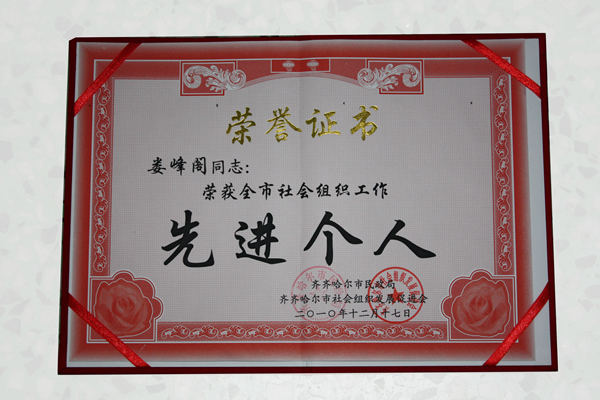 荣誉证书
娄峰阁同志：
荣获全市社会组织工作
先进个人
齐齐哈尔市民政局
齐齐哈尔市社会组织发展促进会
二〇一〇年十二月十七日